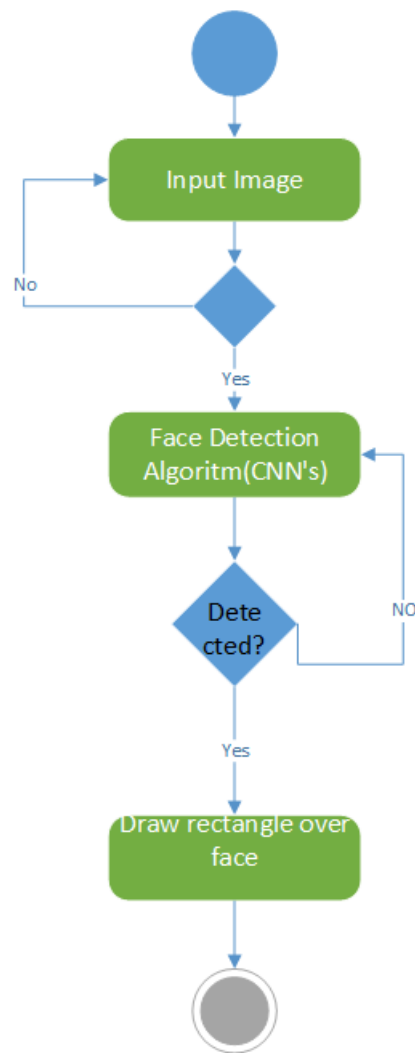 Input Image
No
Yes
Face Detection
Algoritm(CNN's)
Dete
cted?
NO
Yes
Draw rectangle over
face